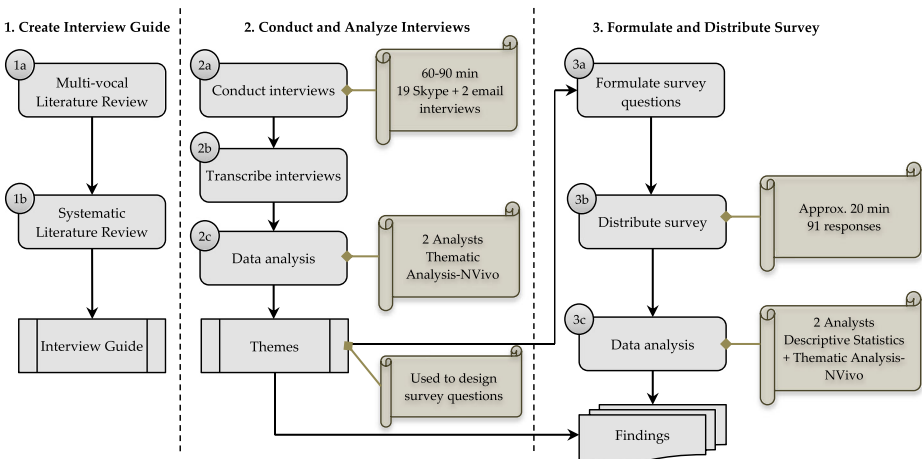 1. Create Interview Guide
1a
Multi-vocal
Literature Review
1b
Systematic
Literature Review
Interview Guide
2. Conduct and Analyze Interviews
2a
Conduct interviews
60-90 min
19 Skype + 2 email
interviews
2b
Transcribe interviews
2c
Data analysis
2 Analysts
Thematic
Analysis-NVivo
Themes
Used to design
survey questions
3. Formulate and Distribute Survey
3a
Formulate survey
questions
3b
Distribute survey
Approx. 20 min
91 responses
3c
Data analysis
2 Analysts
Descriptive Statistics
+ Thematic Analysis-
NVivo
Findings